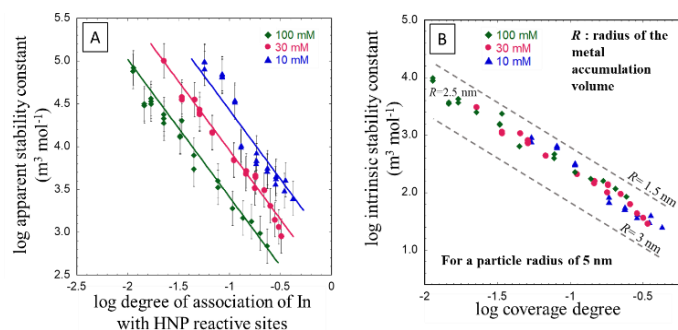 A
100 mM
30 mM
10 mM
log apparent stability constant
(m³ mol⁻¹)
5.5
5.0
4.5
4.0
3.5
3.0
2.5
-2.5
-2
-1.5
-1
-0.5
0
log degree of association of In
with HNP reactive sites
B
100 mM
30 mM
10 mM
R : radius of the
metal
accumulation
volume
log intrinsic stability constant
(m³ mol⁻¹)
5.0
4.0
3.0
2.0
1.0
R=2.5 nm
R=1.5 nm
R=3 nm
For a particle radius of 5 nm
-2
-1.5
-1
-0.5
log coverage degree